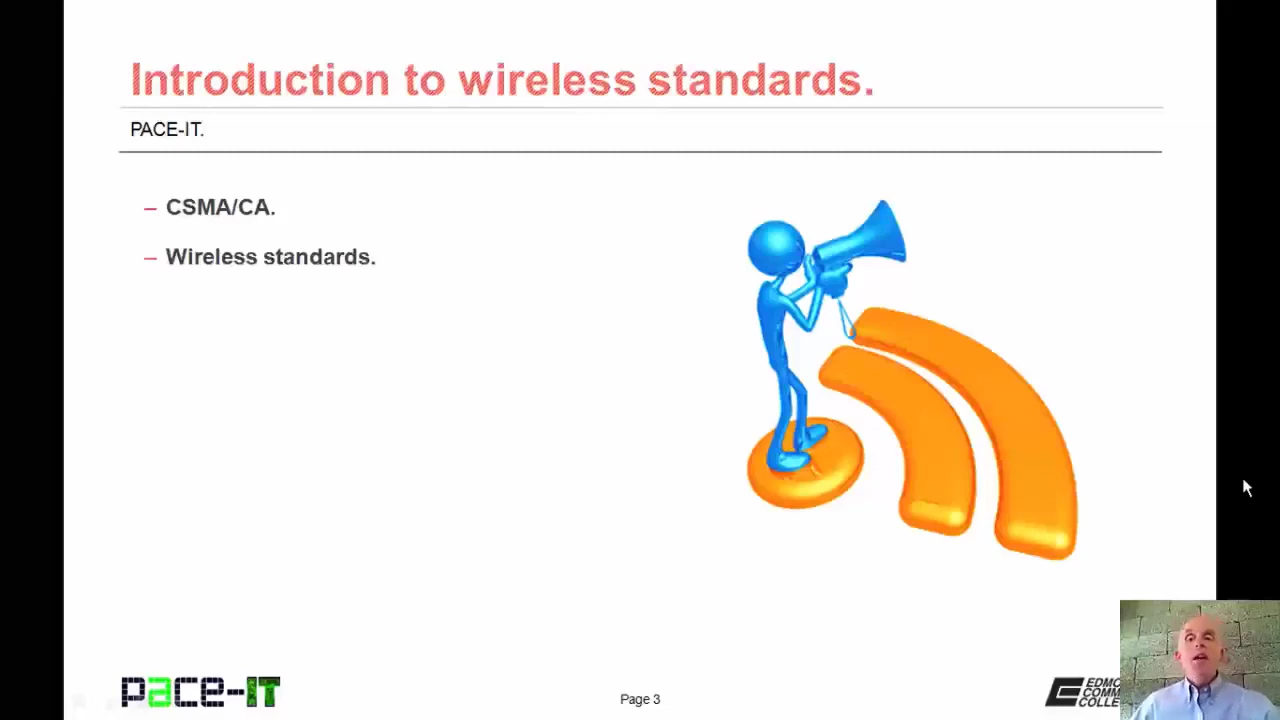 Introduction to wireless standards.
PACE-IT.
– CSMA/CA.
– Wireless standards.
pace-IT
Page 3